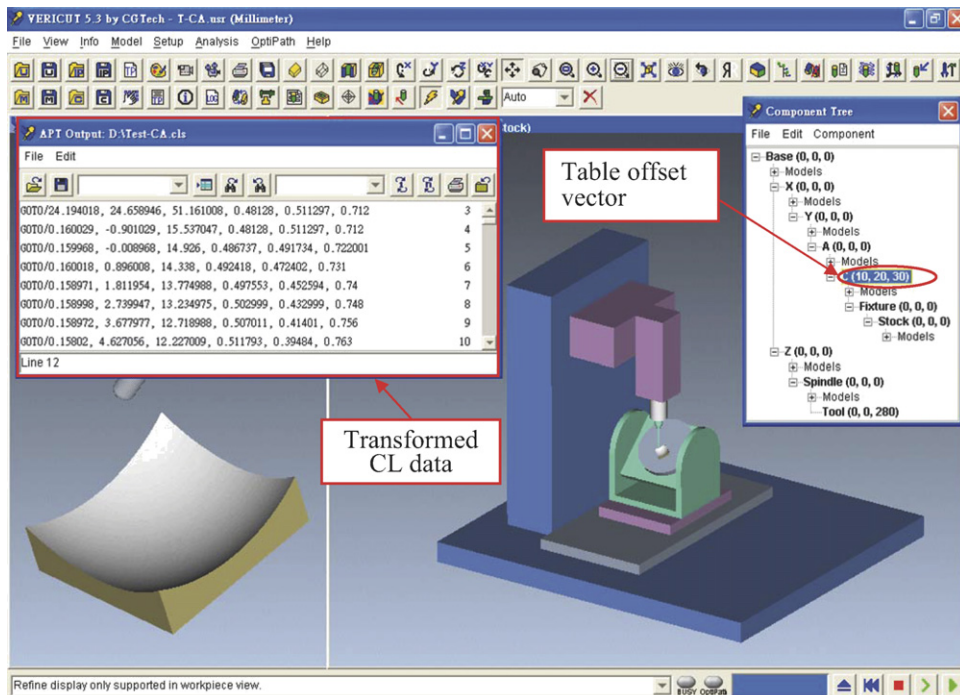 VERICUT 5.3 by CGTech - T-CA.usr (Millimeter)
File View Info Model Setup Analysis OptiPath Help
Auto
APT Output: D:\Test-CA.cls
File Edit
GOTO/24.194018, 24.658946, 51.161008, 0.48128, 0.511297, 0.712 3
GOTO/0.160029, -0.901029, 15.537047, 0.48128, 0.511297, 0.712 4
GOTO/0.159968, -0.008968, 14.926, 0.486737, 0.491734, 0.722001 5
GOTO/0.160018, 0.896008, 14.338, 0.492418, 0.472402, 0.731 6
GOTO/0.158971, 1.811954, 13.774988, 0.497553, 0.452594, 0.74 7
GOTO/0.158998, 2.739947, 13.234975, 0.502999, 0.432999, 0.748 8
GOTO/0.158972, 3.677977, 12.718988, 0.507011, 0.41401, 0.756 9
GOTO/0.15802, 4.627056, 12.227009, 0.511793, 0.39484, 0.763 10
Line 12
tock)
Table offset
vector
Transformed
CL data
Component Tree
File Edit Component
Base (0, 0, 0)
Models
X (0, 0, 0)
Models
Y (0, 0, 0)
Models
A (0, 0, 0)
Models
C (10, 20, 30)
Models
Fixture (0, 0, 0)
Models
Stock (0, 0, 0)
Models
Z (0, 0, 0)
Models
Spindle (0, 0, 0)
Models
Tool (0, 0, 280)
Refine display only supported in workpiece view.
BUSY OptiPath